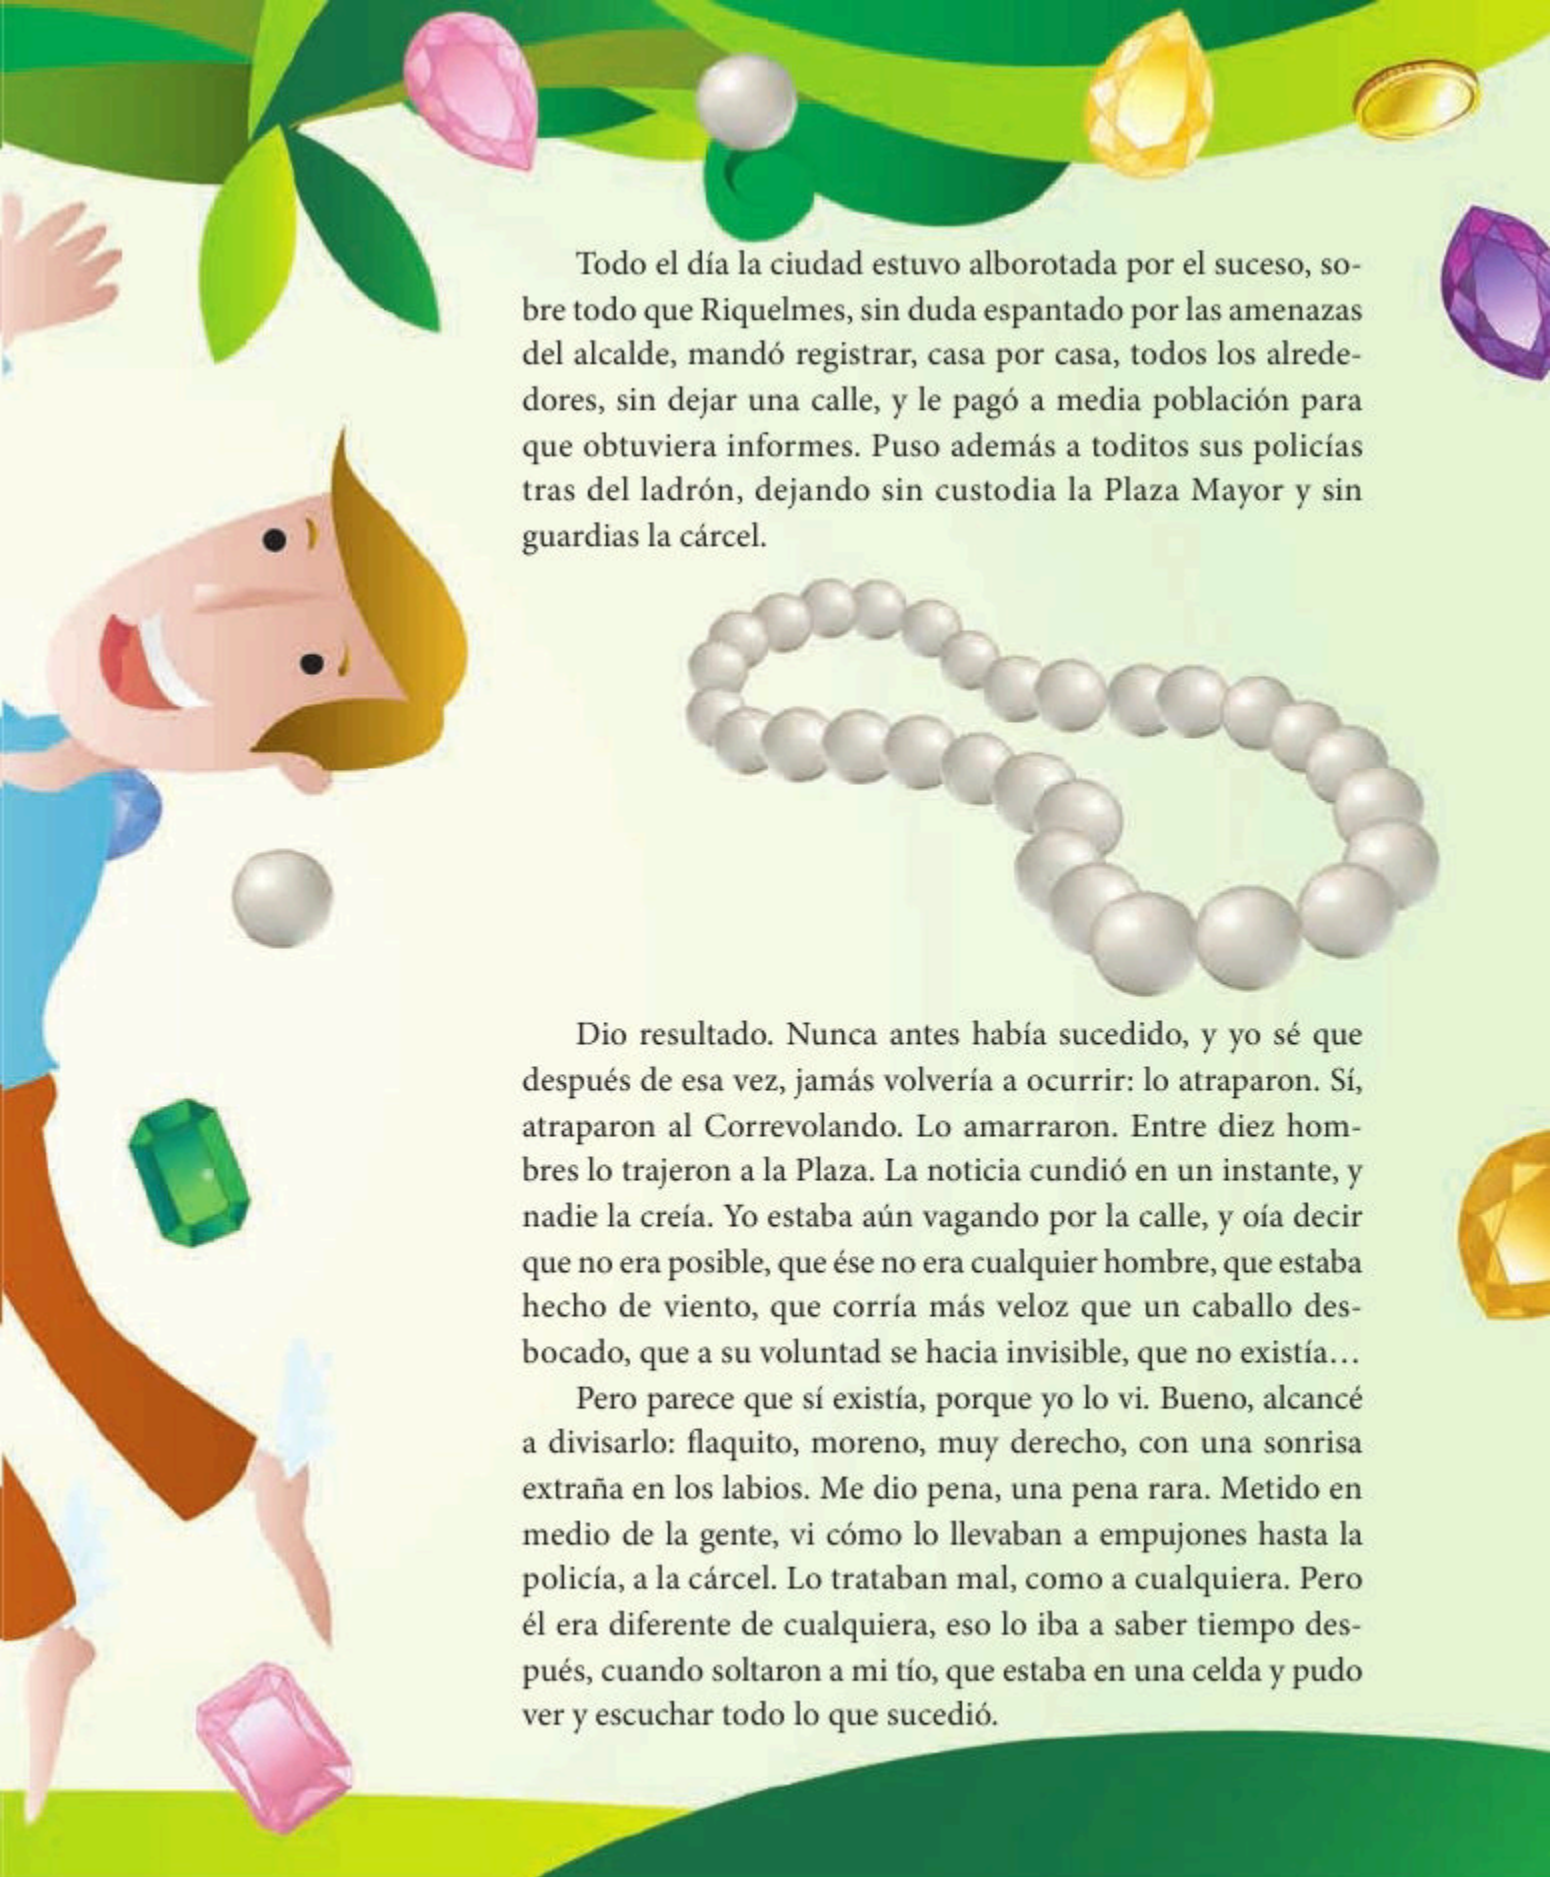 Todo el día la ciudad estuvo alborotada por el suceso, so-
bre todo que Riquelmes, sin duda espantado por las amenazas
del alcalde, mandó registrar, casa por casa, todos los alrede-
dores, sin dejar una calle, y le pagó a media población para
que obtuviera informes. Puso además a toditos sus policías
tras del ladrón, dejando sin custodia la Plaza Mayor y sin
guardias la cárcel.
Dio resultado. Nunca antes había sucedido, y yo sé que
después de esa vez, jamás volvería a ocurrir: lo atraparon. Sí,
atraparon al Correvolando. Lo amarraron. Entre diez hom-
bres lo trajeron a la Plaza. La noticia cundió en un instante, y
nadie la creía. Yo estaba aún vagando por la calle, y oía decir
que no era posible, que ése no era cualquier hombre, que estaba
hecho de viento, que corría más veloz que un caballo des-
bocado, que a su voluntad se hacia invisible, que no existía…
Pero parece que sí existía, porque yo lo vi. Bueno, alcancé
a divisarlo: flaquito, moreno, muy derecho, con una sonrisa
extraña en los labios. Me dio pena, una pena rara. Metido en
medio de la gente, vi cómo lo llevaban a empujones hasta la
policía, a la cárcel. Lo trataban mal, como a cualquiera. Pero
él era diferente de cualquiera, eso lo iba a saber tiempo des-
pués, cuando soltaron a mi tío, que estaba en una celda y pudo
ver y escuchar todo lo que sucedió.